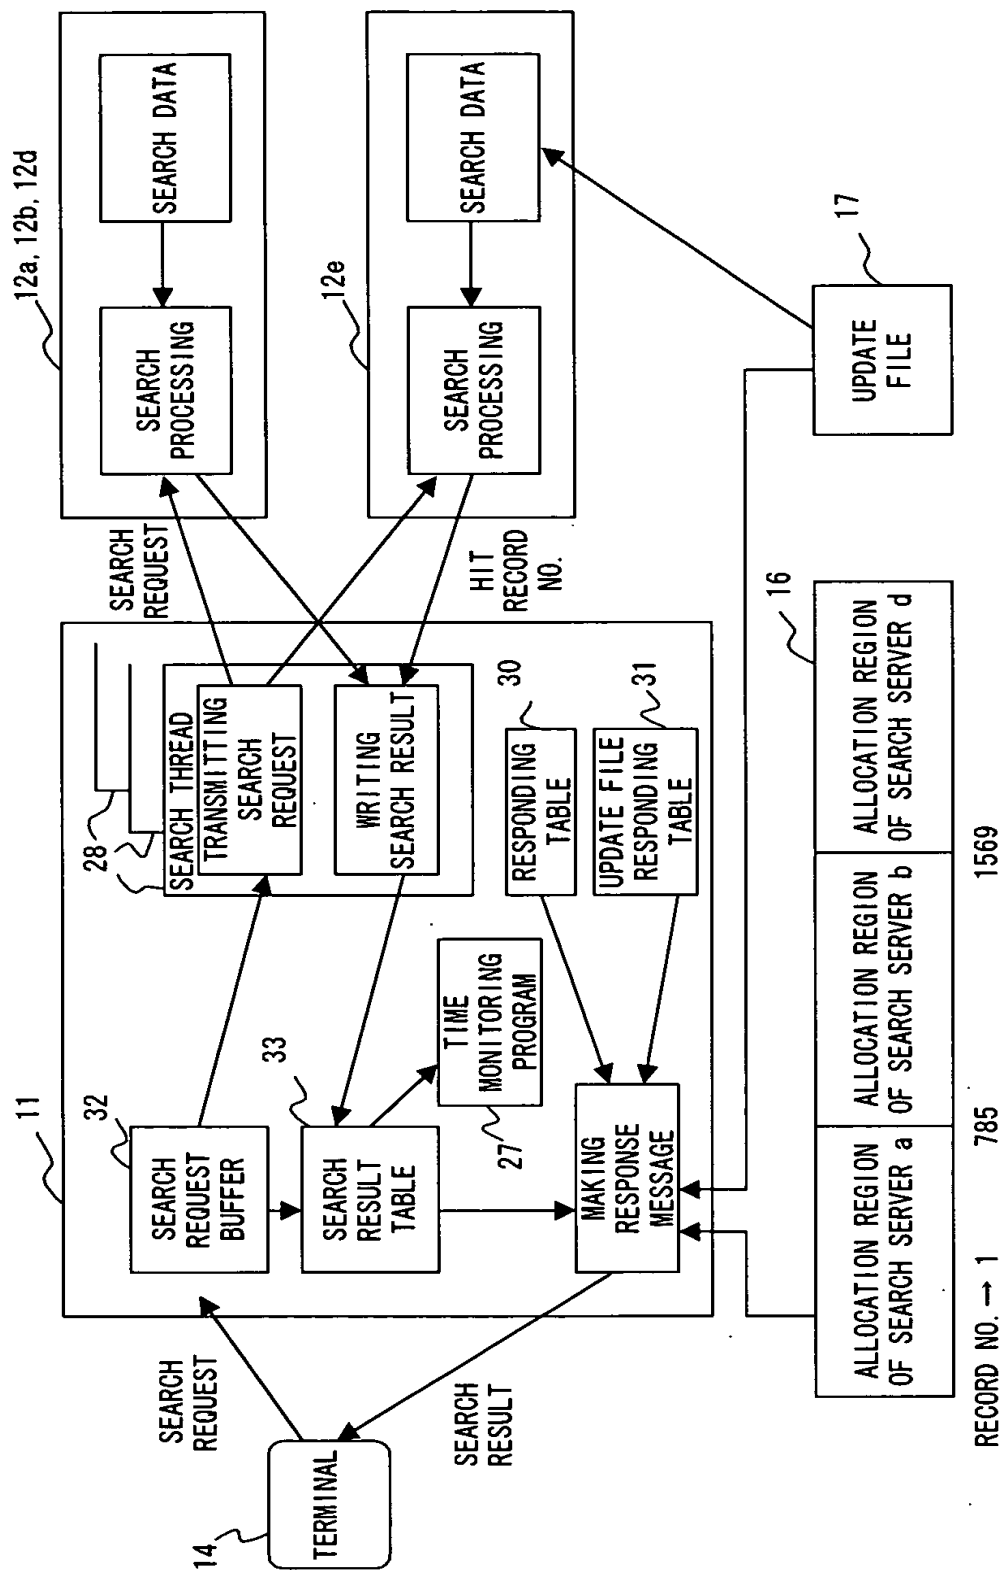 14
TERMINAL
SEARCH
REQUEST
SEARCH
RESULT
11
32
SEARCH
REQUEST
BUFFER
33
SEARCH
RESULT
TABLE
TIME
MONITORING
PROGRAM
27
MAKING
RESPONSE
MESSAGE
28
SEARCH THREAD
TRANSMITTING
SEARCH
REQUEST
WRITING
SEARCH RESULT
RESPONDING
TABLE
30
UPDATE FILE
RESPONDING
TABLE
31
SEARCH
REQUEST
HIT
RECORD
NO.
12a, 12b, 12d
SEARCH
PROCESSING
SEARCH DATA
12e
SEARCH
PROCESSING
SEARCH DATA
17
UPDATE
FILE
16
ALLOCATION REGION
OF SEARCH SERVER a
ALLOCATION REGION
OF SEARCH SERVER b
ALLOCATION REGION
OF SEARCH SERVER d
RECORD NO. → 1
785
1569